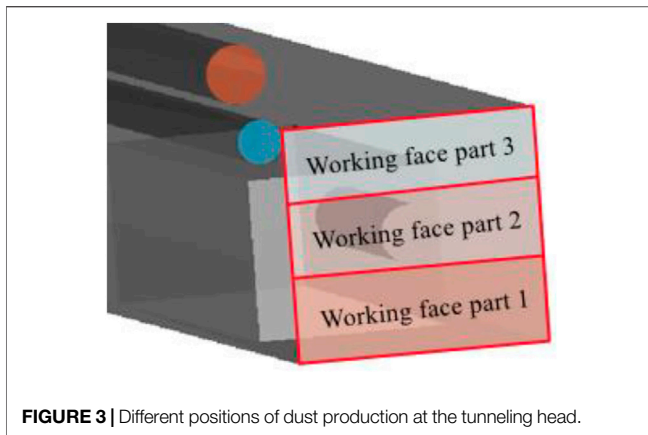 Working face part 3
Working face part 2
Working face part 1
FIGURE 3 | Different positions of dust production at the tunneling head.